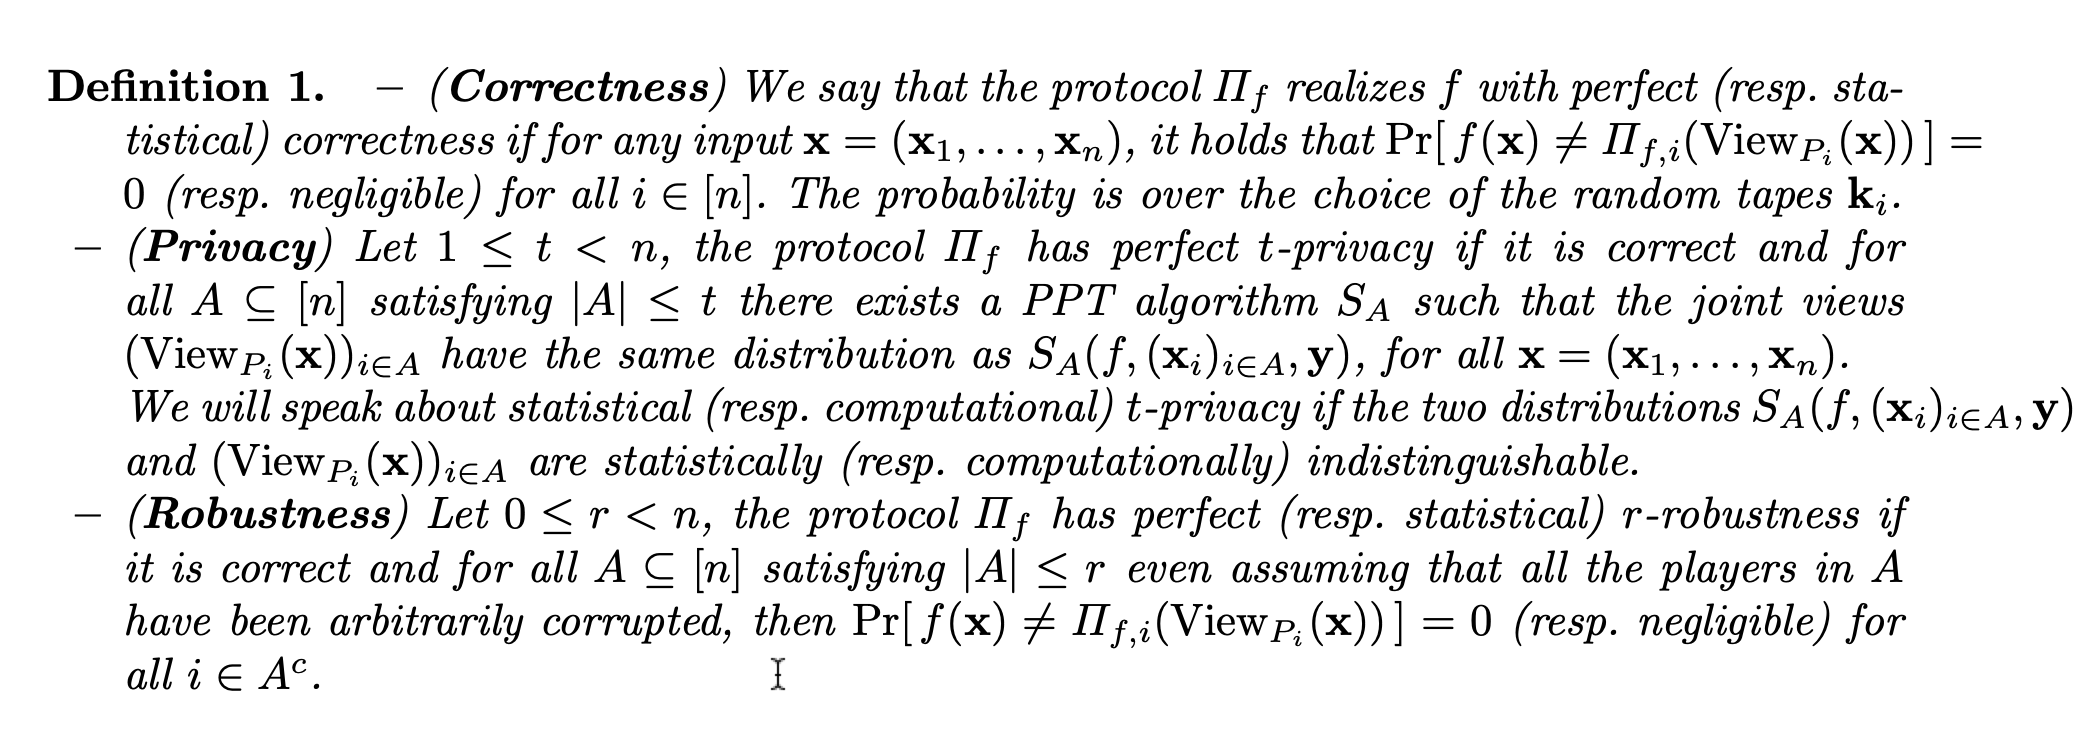 Definition 1. – (Correctness) We say that the protocol Π_f realizes f with perfect (resp. sta-
tistical) correctness if for any input x = (x_1, . . . , x_n), it holds that Pr[ f(x) ≠ Π_{f,i}(View_{P_i}(x)) ] =
0 (resp. negligible) for all i ∈ [n]. The probability is over the choice of the random tapes k_i.
– (Privacy) Let 1 ≤ t < n, the protocol Π_f has perfect t-privacy if it is correct and for
all A ⊆ [n] satisfying |A| ≤ t there exists a PPT algorithm S_A such that the joint views
(View_{P_i}(x))_{i∈A} have the same distribution as S_A(f, (x_i)_{i∈A}, y), for all x = (x_1, . . . , x_n).
We will speak about statistical (resp. computational) t-privacy if the two distributions S_A(f, (x_i)_{i∈A}, y)
and (View_{P_i}(x))_{i∈A} are statistically (resp. computationally) indistinguishable.
– (Robustness) Let 0 ≤ r < n, the protocol Π_f has perfect (resp. statistical) r-robustness if
it is correct and for all A ⊆ [n] satisfying |A| ≤ r even assuming that all the players in A
have been arbitrarily corrupted, then Pr[ f(x) ≠ Π_{f,i}(View_{P_i}(x)) ] = 0 (resp. negligible) for
all i ∈ A^c.